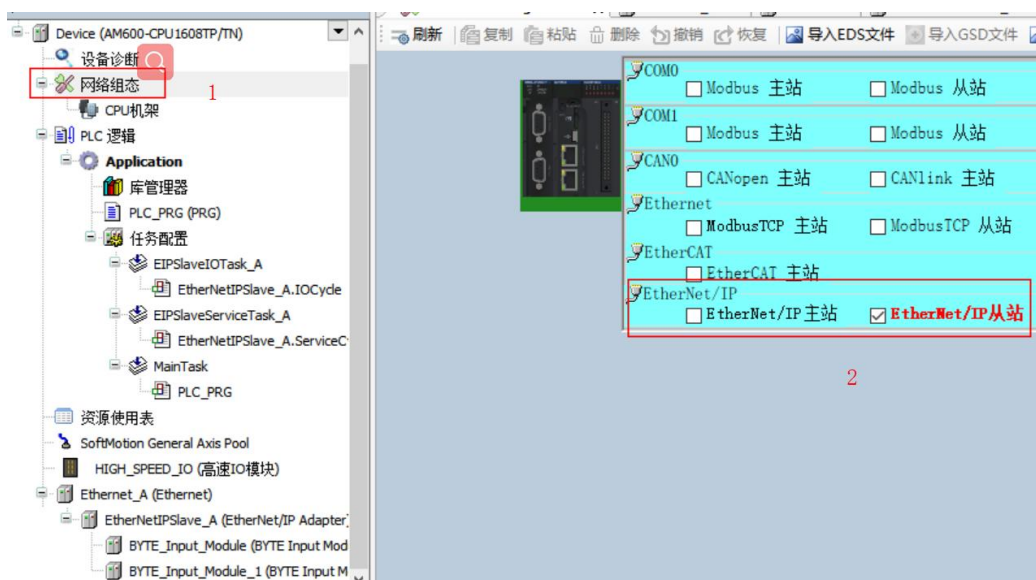 Device (AM600-CPU1608TP/TN)
设备诊断
网络组态
1
CPU机架
PLC 逻辑
Application
库管理器
PLC_PRG (PRG)
任务配置
EIPSlaveIOTask_A
EtherNetIPSlave_A.IOCycle
EIPSlaveServiceTask_A
EtherNetIPSlave_A.ServiceC
MainTask
PLC_PRG
资源使用表
SoftMotion General Axis Pool
HIGH_SPEED_IO (高速IO模块)
Ethernet_A (Ethernet)
EtherNetIPSlave_A (EtherNet/IP Adapter)
BYTE_Input_Module (BYTE Input Mod
BYTE_Input_Module_1 (BYTE Input M
刷新 复制 粘贴 删除 撤销 恢复 导入EDS文件 导入GSD文件
COM0
Modbus 主站 Modbus 从站
COM1
Modbus 主站 Modbus 从站
CAN0
CANopen 主站 CANlink 主站
Ethernet
ModbusTCP 主站 ModbusTCP 从站
EtherCAT
EtherCAT 主站
EtherNet/IP
EtherNet/IP主站 EtherNet/IP从站
2